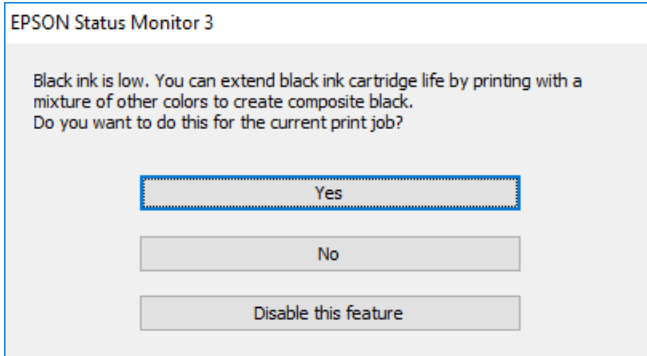 EPSON Status Monitor 3
Black ink is low. You can extend black ink cartridge life by printing with a
mixture of other colors to create composite black.
Do you want to do this for the current print job?
Yes
No
Disable this feature